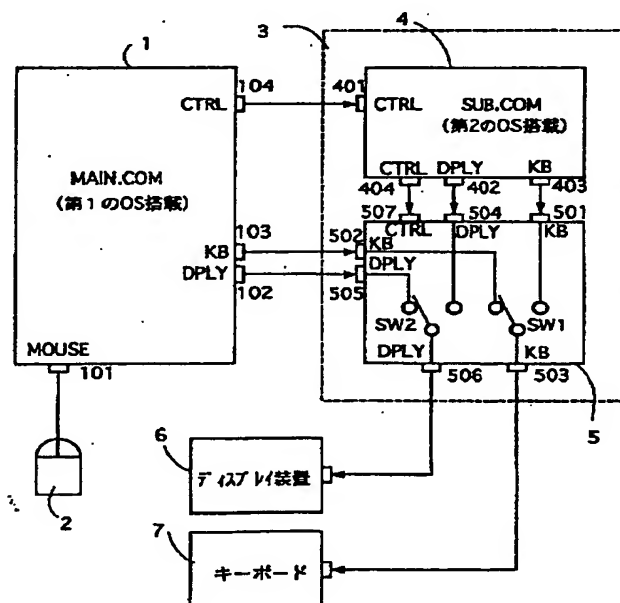 1
3
4
104
401
CTRL
CTRL
SUB.COM
(第2のOS搭載)
MAIN.COM
(第1のOS搭載)
CTRL
DPLY
KB
404
402
403
507
504
501
CTRL
DPLY
KB
103
502
KB
KB
DPLY
DPLY
102
505
SW2
SW1
DPLY
KB
MOUSE
101
506
503
5
6
ディスプレイ装置
2
7
キーボード